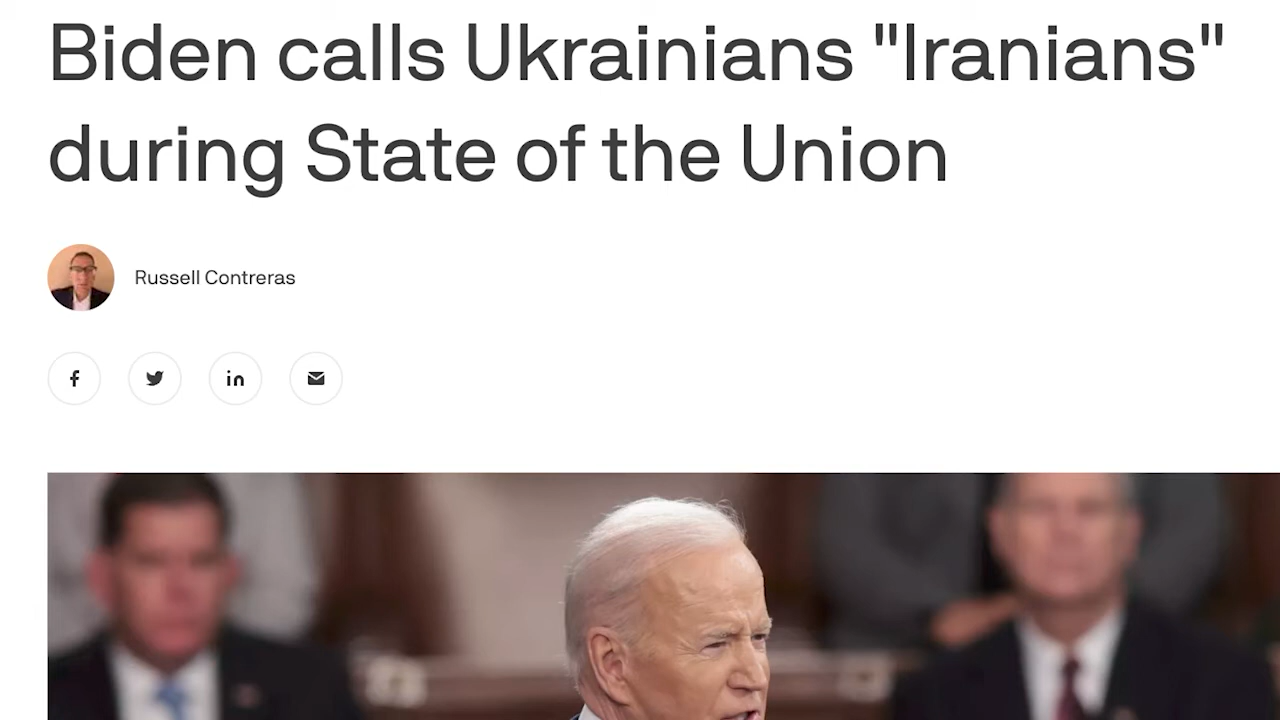 Biden calls Ukrainians "Iranians"
during State of the Union
Russell Contreras